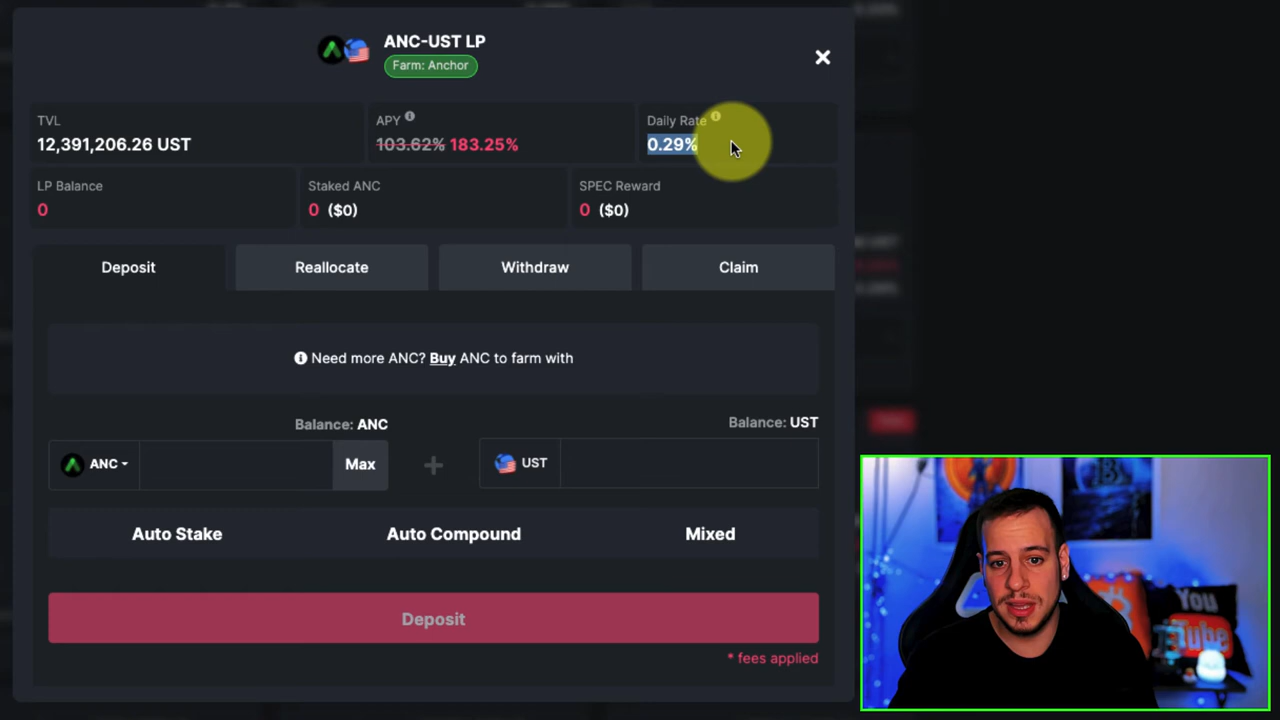 ANC-UST LP
Farm: Anchor
TVL
12,391,206.26 UST
APY
103.62% 183.25%
Daily Rate
0.29%
LP Balance
0
Staked ANC
0 ($0)
SPEC Reward
0 ($0)
Deposit
Reallocate
Withdraw
Claim
Need more ANC? Buy ANC to farm with
Balance: ANC
Balance: UST
ANC
Max
UST
Auto Stake
Auto Compound
Mixed
Deposit
* fees applied
You
Tube